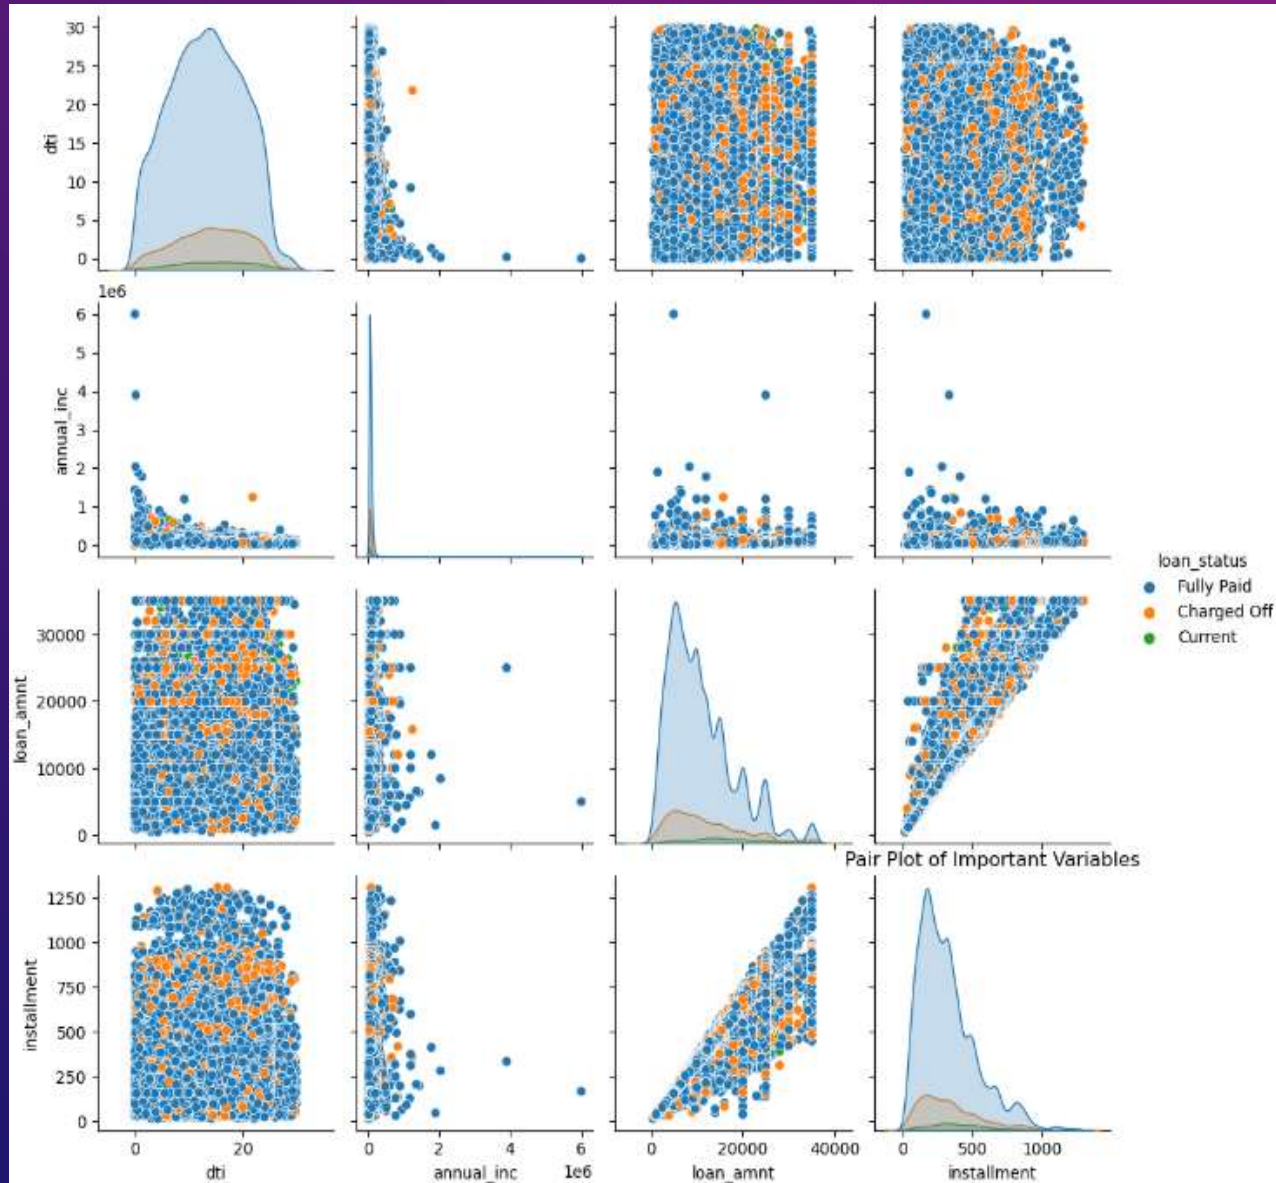 30
25
20
15
10
5
0
dti
1e6
6
5
4
3
2
1
0
annual_inc
loan_status
Fully Paid
Charged Off
Current
30000
20000
10000
0
loan_amnt
Pair Plot of Important Variables
1250
1000
750
500
250
0
installment
0 20
dti
0 2 4 6
annual_inc 1e6
0 20000 40000
loan_amnt
0 500 1000
installment